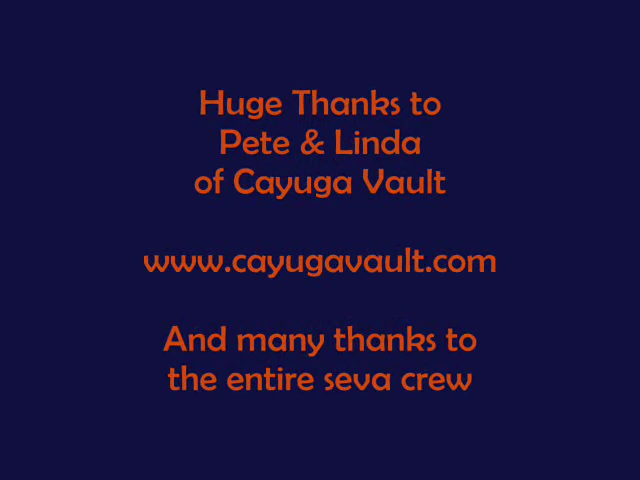 Huge Thanks to
Pete & Linda
of Cayuga Vault
www.cayugavault.com
And many thanks to
the entire seva crew